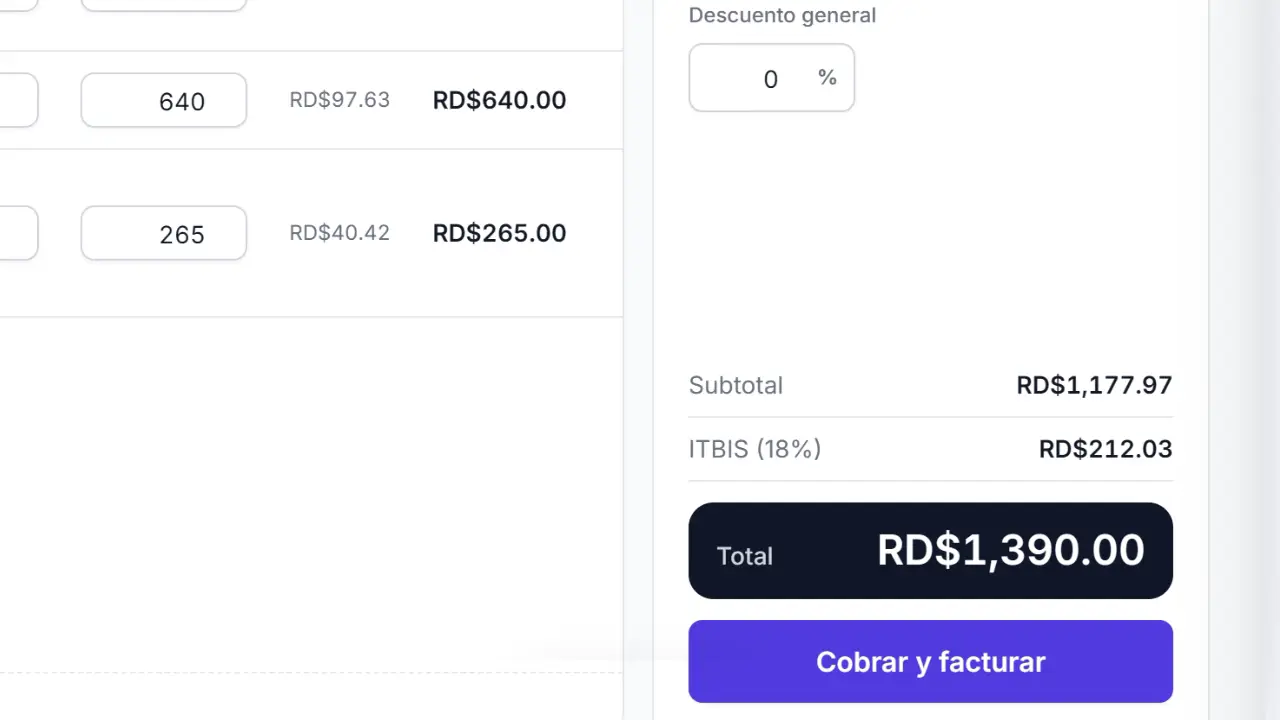 Descuento general
0 %
640 RD$97.63 RD$640.00
265 RD$40.42 RD$265.00
Subtotal RD$1,177.97
ITBIS (18%) RD$212.03
Total RD$1,390.00
Cobrar y facturar